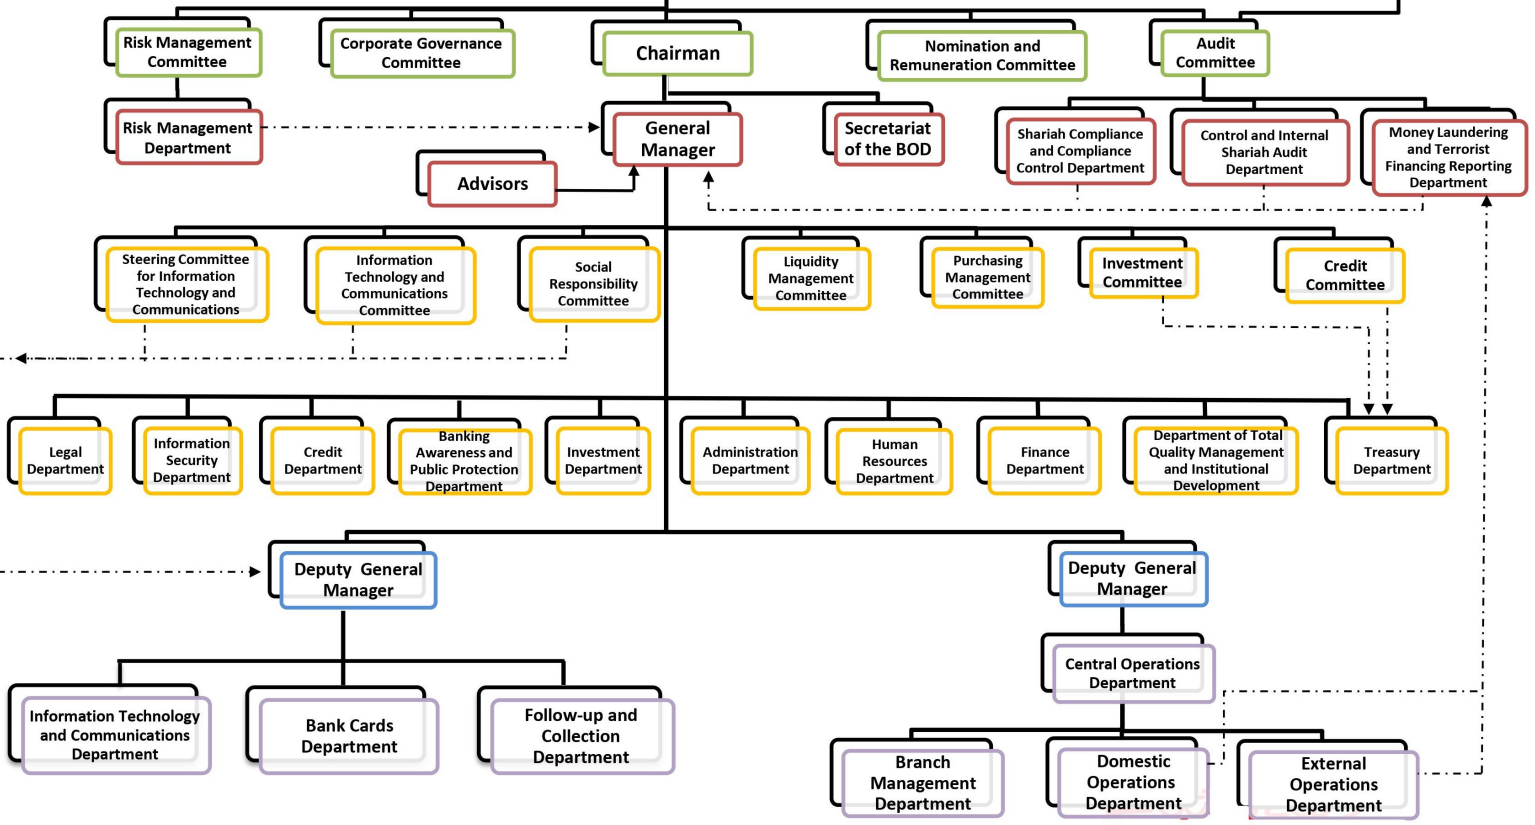 Risk Management
Committee
Corporate Governance
Committee
Chairman
Nomination and
Remuneration Committee
Audit
Committee
Risk Management
Department
General
Manager
Secretariat
of the BOD
Shariah Compliance
and Compliance
Control Department
Control and Internal
Shariah Audit
Department
Money Laundering
and Terrorist
Financing Reporting
Department
Advisors
Steering Committee
for Information
Technology and
Communications
Information
Technology and
Communications
Committee
Social
Responsibility
Committee
Liquidity
Management
Committee
Purchasing
Management
Committee
Investment
Committee
Credit
Committee
Legal
Department
Information
Security
Department
Credit
Department
Banking
Awareness and
Public Protection
Department
Investment
Department
Administration
Department
Human
Resources
Department
Finance
Department
Department of Total
Quality Management
and Institutional
Development
Treasury
Department
Deputy General
Manager
Deputy General
Manager
Central Operations
Department
Information Technology
and Communications
Department
Bank Cards
Department
Follow-up and
Collection
Department
Branch
Management
Department
Domestic
Operations
Department
External
Operations
Department